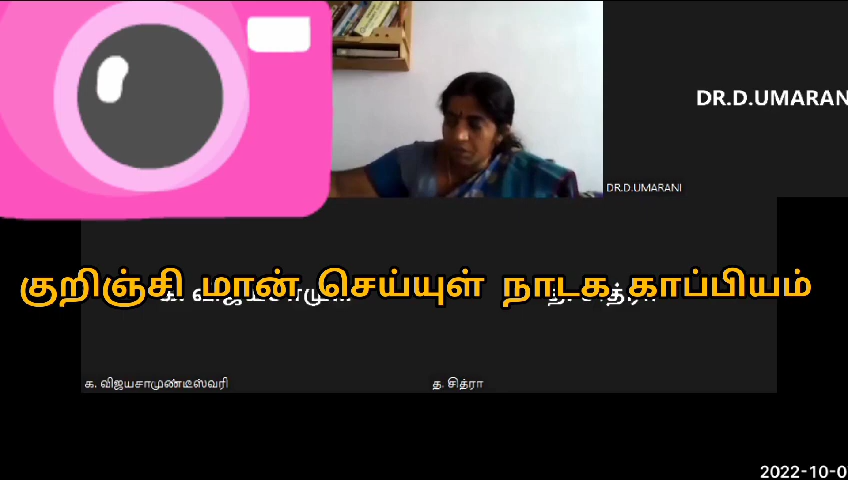 DR.D.UMARAN
DR.D.UMARANI
குறிஞ்கி மான் செய்யுள் நாடக காப்பியம்
க. விஜயசாமுண்டீஸ்வரி
த. சித்ரா
2022-10-0